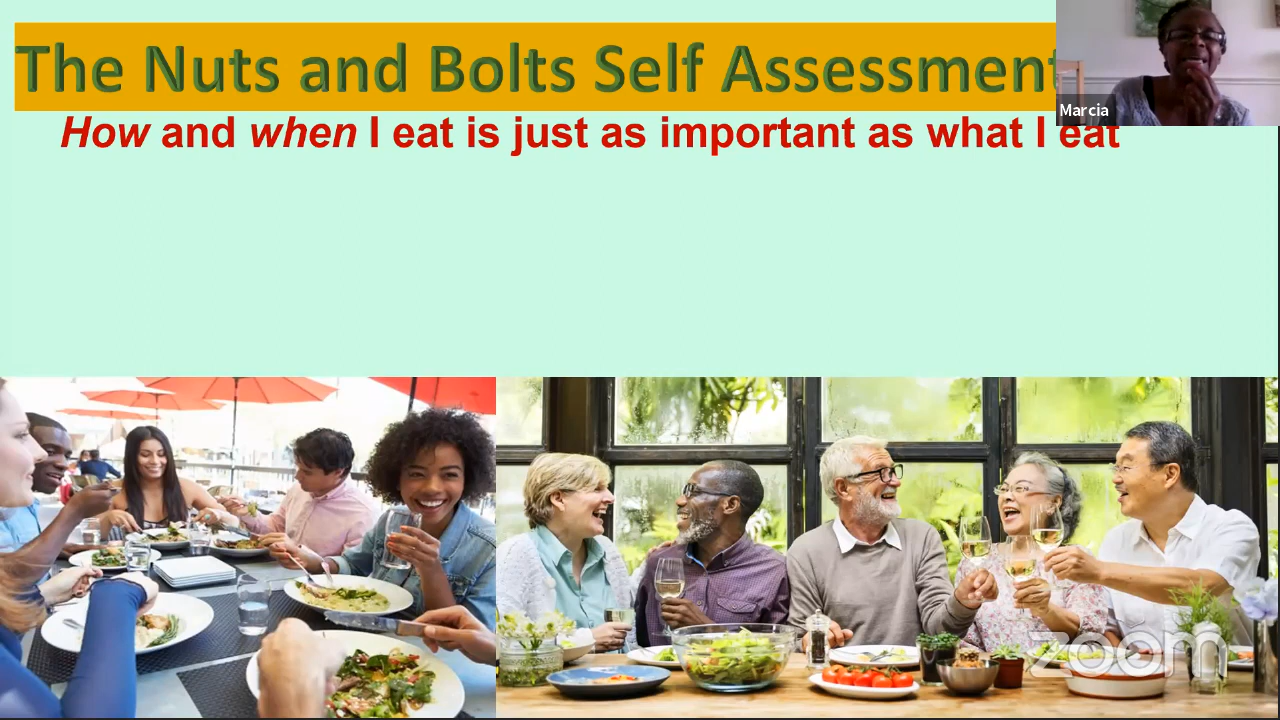 The Nuts and Bolts Self Assessment
Marcia
How and when I eat is just as important as what I eat
zoom